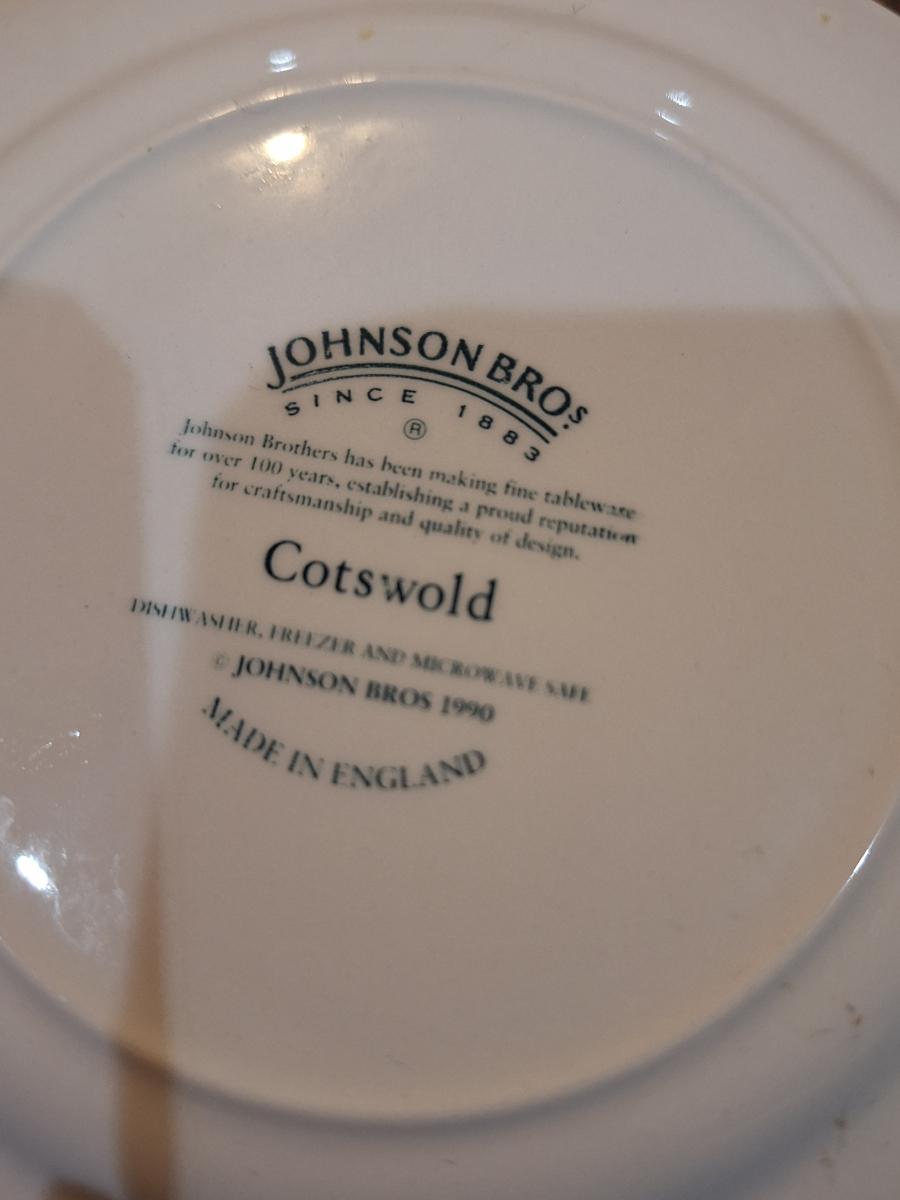 JOHNSON BROS.
SINCE 1883
®
Johnson Brothers has been making fine tableware
for over 100 years, establishing a proud reputation
for craftsmanship and quality of design.
Cotswold
DISHWASHER, FREEZER AND MICROWAVE SAFE
© JOHNSON BROS 1990
MADE IN ENGLAND